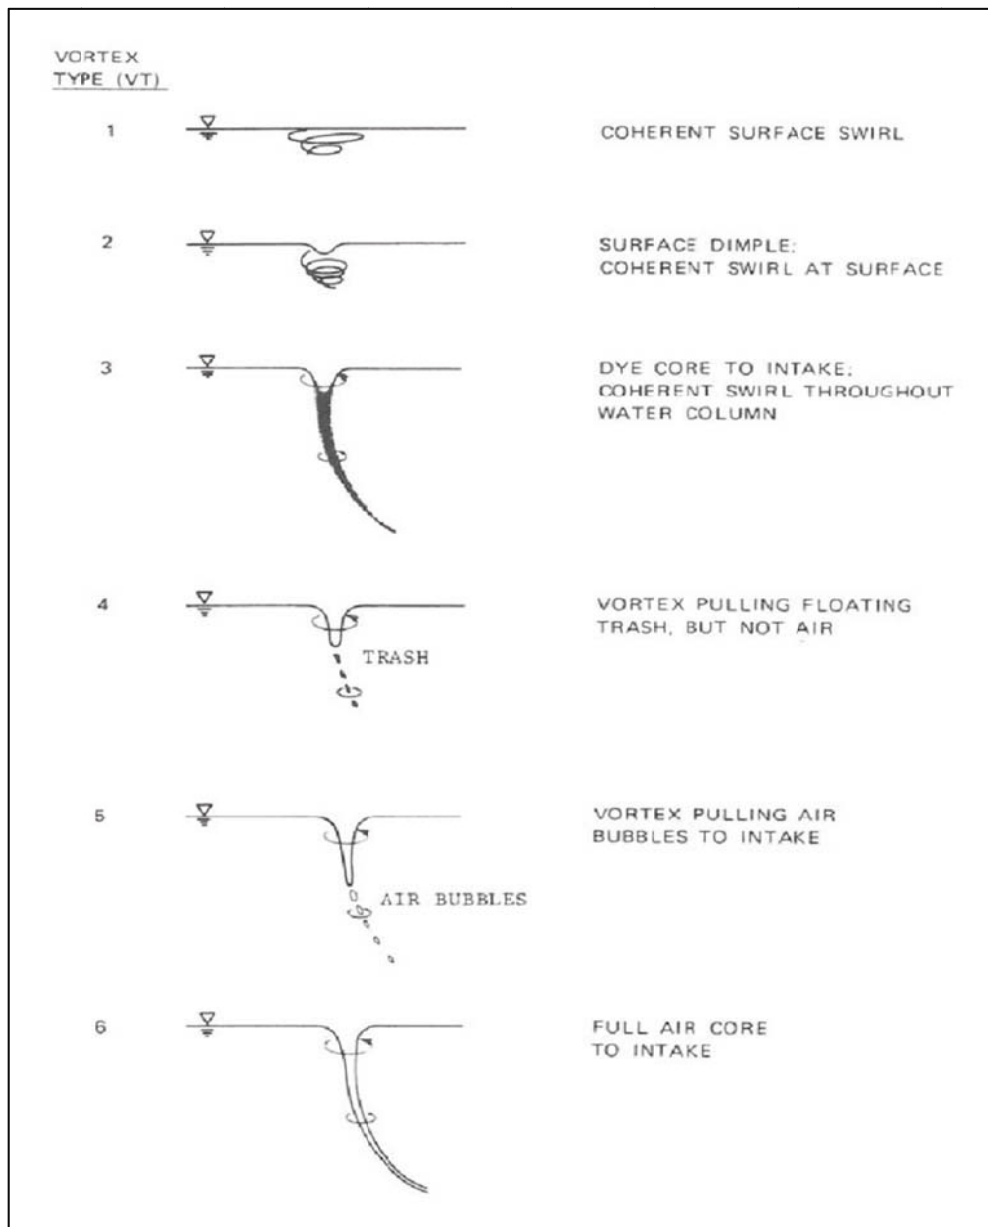 VORTEX
TYPE (VT)
1
COHERENT SURFACE SWIRL
2
SURFACE DIMPLE;
COHERENT SWIRL AT SURFACE
3
DYE CORE TO INTAKE;
COHERENT SWIRL THROUGHOUT
WATER COLUMN
4
VORTEX PULLING FLOATING
TRASH, BUT NOT AIR
TRASH
5
VORTEX PULLING AIR
BUBBLES TO INTAKE
AIR BUBBLES
6
FULL AIR CORE
TO INTAKE